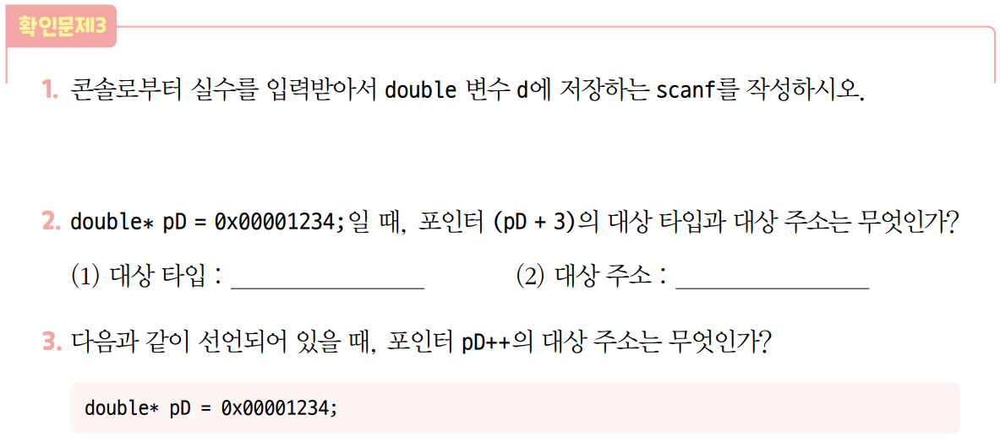 확인문제3
1. 콘솔로부터 실수를 입력받아서 double 변수 d에 저장하는 scanf를 작성하시오.
2. double* pD = 0x00001234;일 때, 포인터 (pD + 3)의 대상 타입과 대상 주소는 무엇인가?
(1) 대상 타입 : ________________ (2) 대상 주소 : ________________
3. 다음과 같이 선언되어 있을 때, 포인터 pD++의 대상 주소는 무엇인가?
double* pD = 0x00001234;